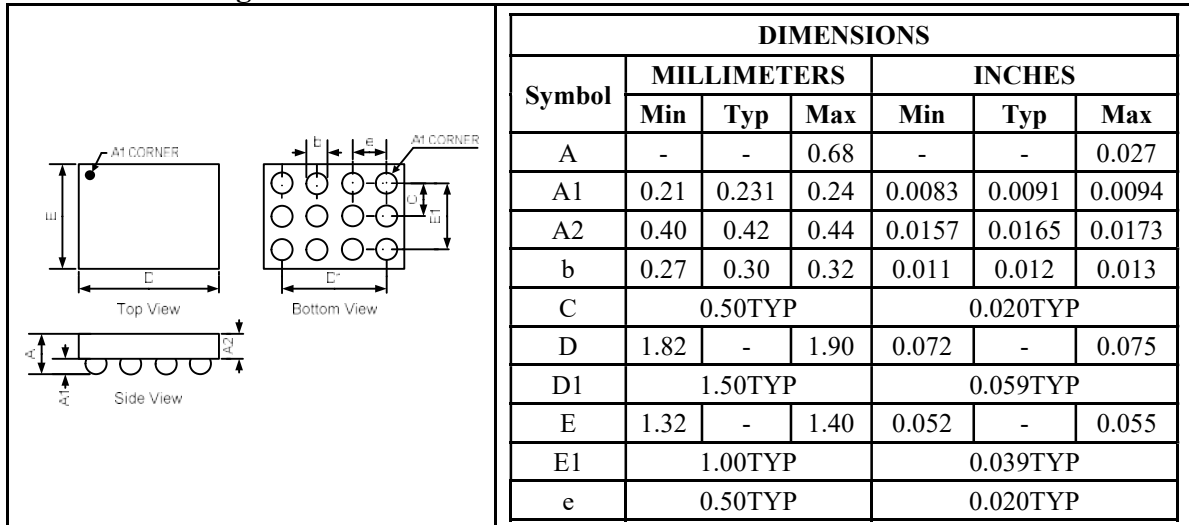 A1 CORNER
b
e
A1 CORNER
E
C
E1
D
D1
Top View
Bottom View
A
A2
A1
Side View
DIMENSIONS
Symbol MILLIMETERS INCHES
Min Typ Max Min Typ Max
A - - 0.68 - - 0.027
A1 0.21 0.231 0.24 0.0083 0.0091 0.0094
A2 0.40 0.42 0.44 0.0157 0.0165 0.0173
b 0.27 0.30 0.32 0.011 0.012 0.013
C 0.50TYP 0.020TYP
D 1.82 - 1.90 0.072 - 0.075
D1 1.50TYP 0.059TYP
E 1.32 - 1.40 0.052 - 0.055
E1 1.00TYP 0.039TYP
e 0.50TYP 0.020TYP